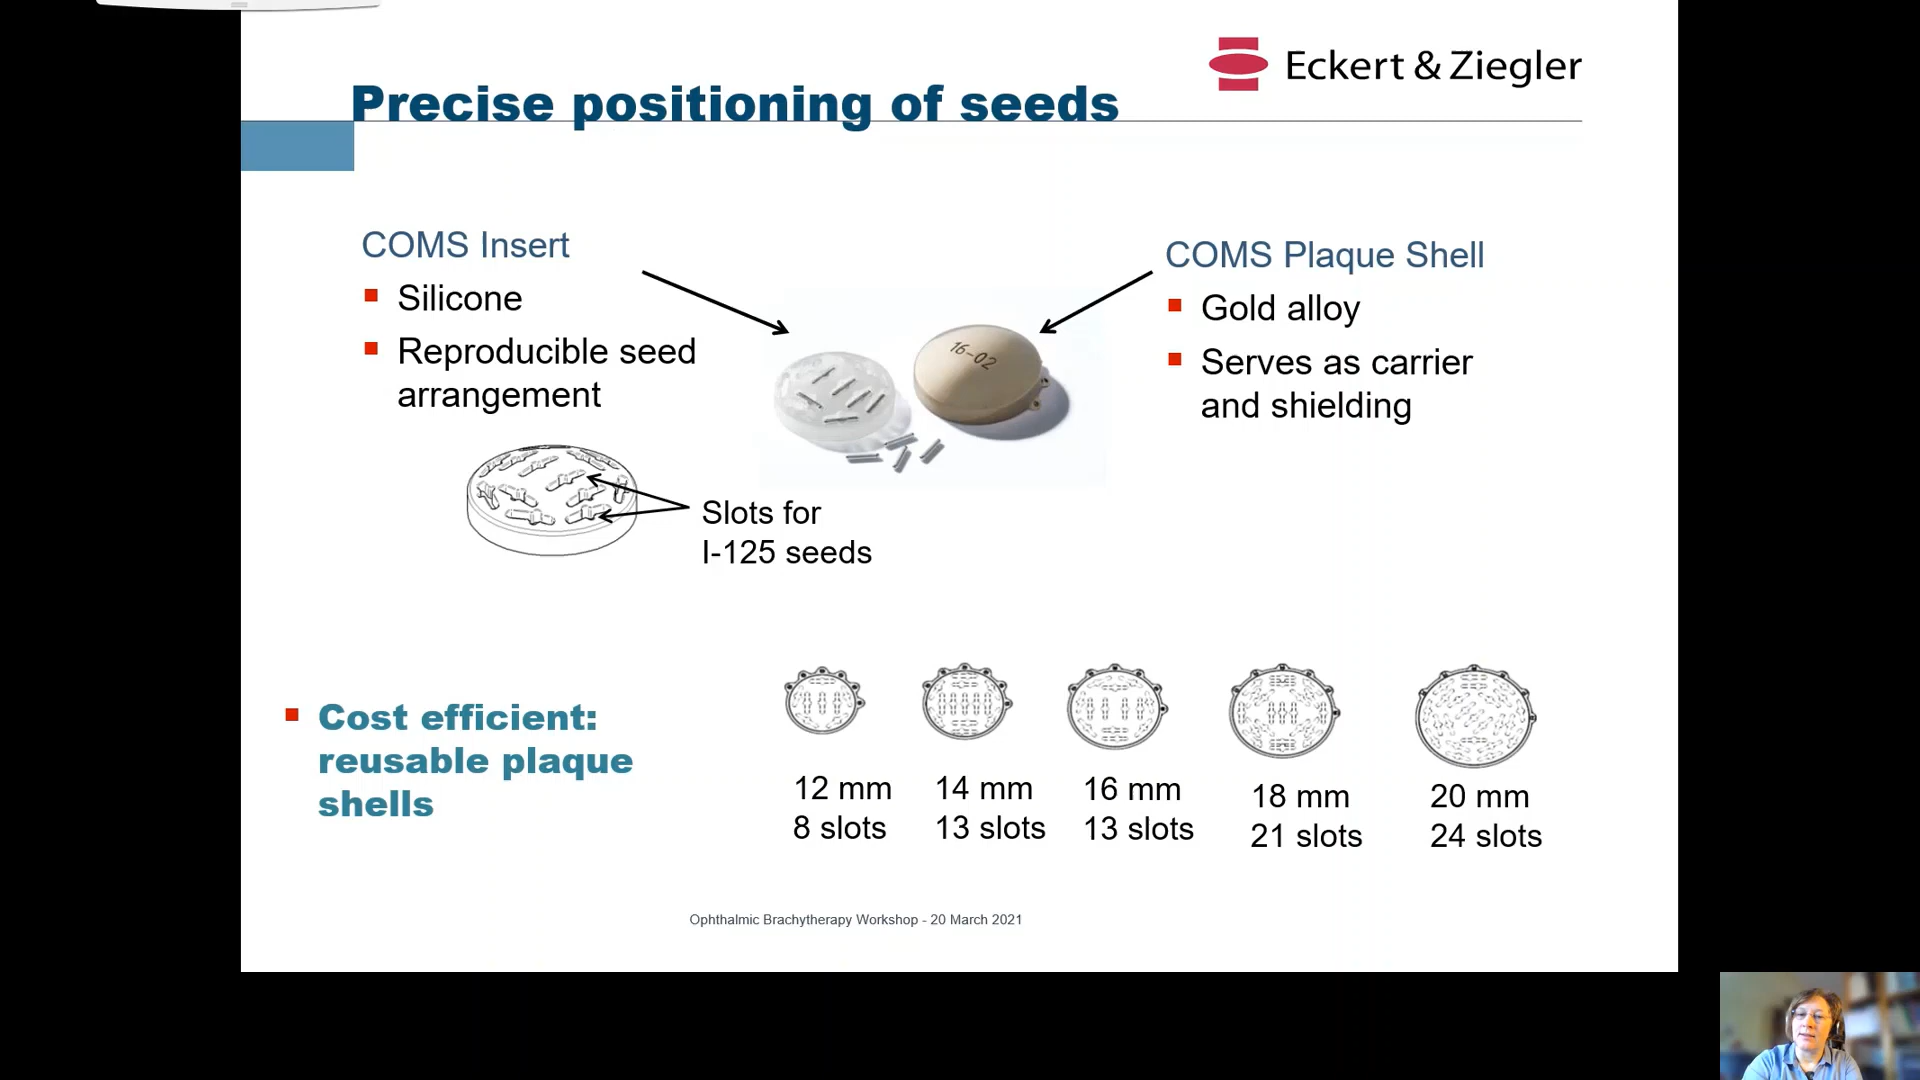 Eckert & Ziegler
Precise positioning of seeds
COMS Insert
Silicone
Reproducible seed
arrangement
COMS Plaque Shell
Gold alloy
Serves as carrier
and shielding
16-02
Slots for
I-125 seeds
Cost efficient:
reusable plaque
shells
12 mm
8 slots
14 mm
13 slots
16 mm
13 slots
18 mm
21 slots
20 mm
24 slots
Ophthalmic Brachytherapy Workshop - 20 March 2021